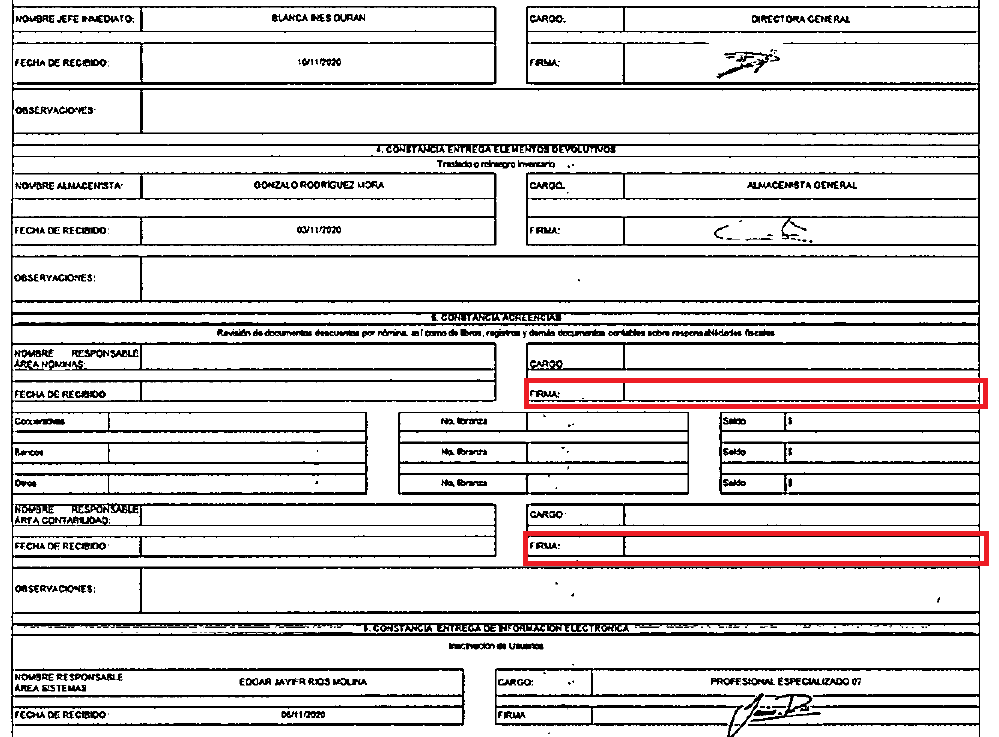 NOMBRE JEFE INMEDIATO: BLANCA INES DURAN CARGO: DIRECTORA GENERAL
FECHA DE RECIBIDO: 10/11/2020 FIRMA:
OBSERVACIONES:
4. CONSTANCIA ENTREGA ELEMENTOS DEVOLUTIVOS
Traslado o reintegro Inventario
NOMBRE ALMACENISTA: GONZALO RODRIGUEZ MORA CARGO: ALMACENISTA GENERAL
FECHA DE RECIBIDO: 03/11/2020 FIRMA:
OBSERVACIONES:
5. CONSTANCIA ACREENCIAS
Revisión de documentos descuentos por nómina, así como de libros, registros y demás documentos contables sobre responsabilidades fiscales
NOMBRE RESPONSABLE
ÁREA NÓMINAS: CARGO
FECHA DE RECIBIDO FIRMA:
Cooperativas No. libranza Saldo $
Bancos No. libranza Saldo $
Otros No. libranza Saldo $
NOMBRE RESPONSABLE
ÁREA CONTABILIDAD: CARGO
FECHA DE RECIBIDO FIRMA:
OBSERVACIONES:
CONSTANCIA ENTREGA DE INFORMACION ELECTRONICA
Inactivación de Usuarios
NOMBRE RESPONSABLE
ÁREA SISTEMAS EDGAR JAVIER RIOS MOLINA CARGO: PROFESIONAL ESPECIALIZADO 07
FECHA DE RECIBIDO: 06/11/2020 FIRMA